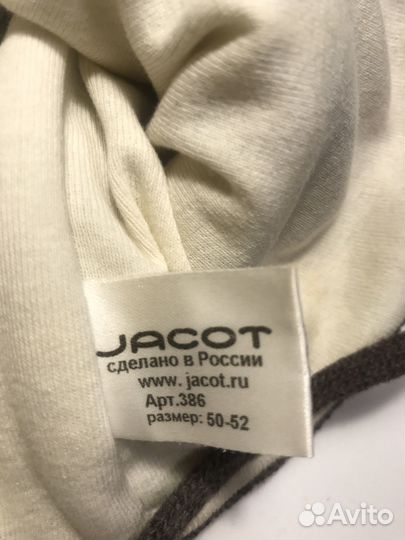 JACOT
сделано в России
www. jacot.ru
Арт.386
размер: 50-52
Avito